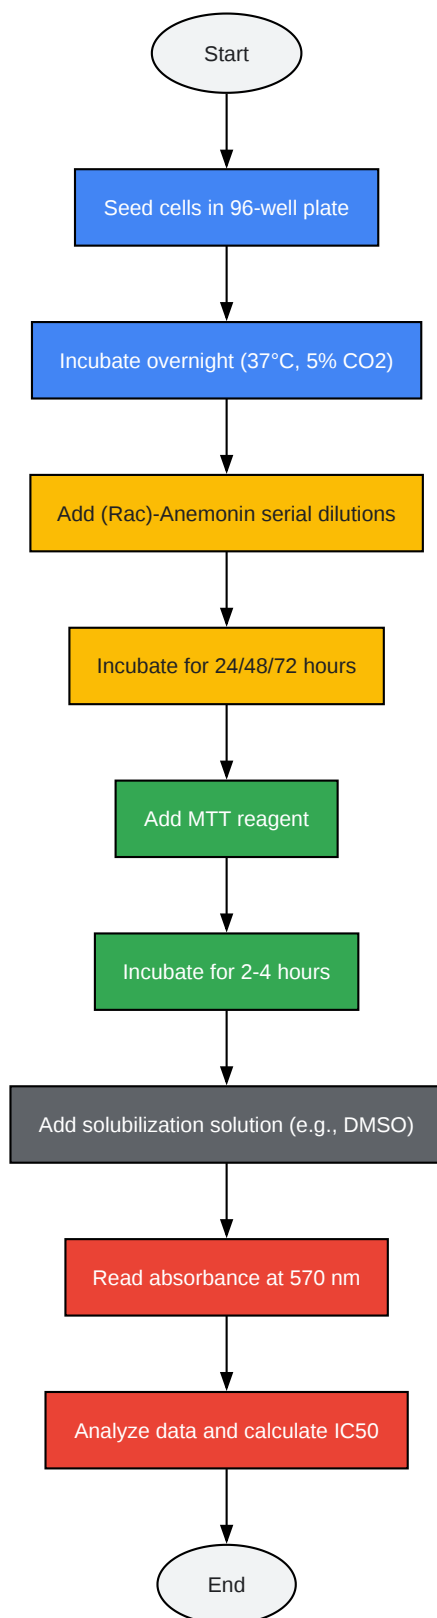 Start
Seed cells in 96-well plate
Incubate overnight (37°C, 5% CO2)
Add (Rac)-Anemonin serial dilutions
Incubate for 24/48/72 hours
Add MTT reagent
Incubate for 2-4 hours
Add solubilization solution (e.g., DMSO)
Read absorbance at 570 nm
Analyze data and calculate IC50
End